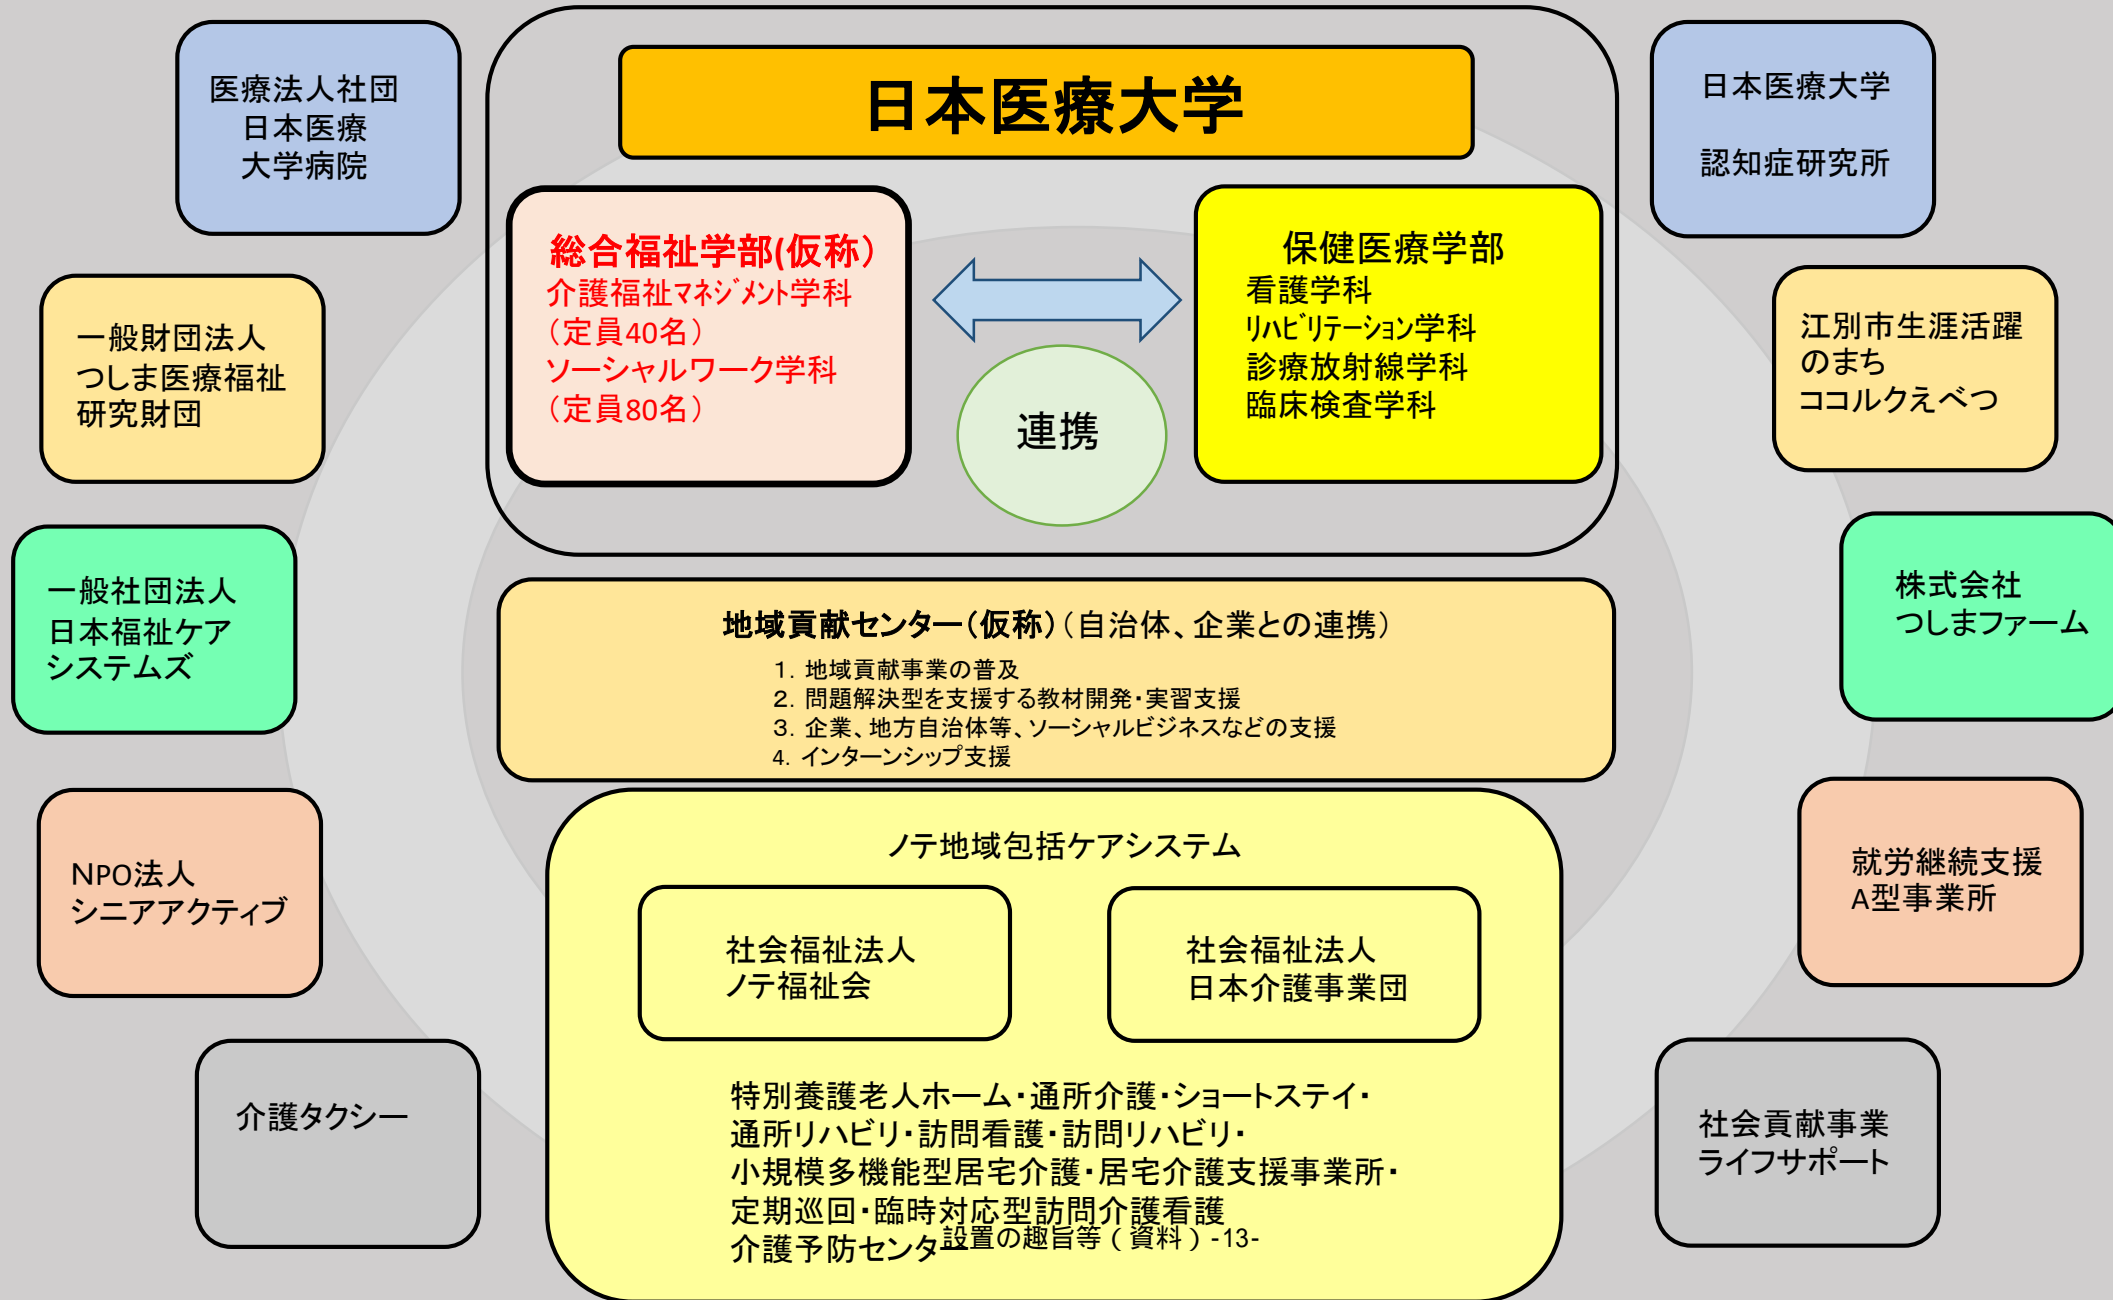 日本医療大学
医療法人社団
日本医療
大学病院
日本医療大学
認知症研究所
総合福祉学部(仮称)
介護福祉ﾏﾈｼﾞﾒﾝﾄ学科
(定員40名)
ソーシャルワーク学科
(定員80名)
連携
保健医療学部
看護学科
ﾘﾊﾋﾞﾘﾃｰｼｮﾝ学科
診療放射線学科
臨床検査学科
一般財団法人
つしま医療福祉
研究財団
江別市生涯活躍
のまち
ココルクえべつ
一般社団法人
日本福祉ケア
システムズ
株式会社
つしまファーム
地域貢献センター(仮称)(自治体、企業との連携)
1. 地域貢献事業の普及
2. 問題解決型を支援する教材開発・実習支援
3. 企業、地方自治体等、ソーシャルビジネスなどの支援
4. インターンシップ支援
NPO法人
シニアアクティブ
就労継続支援
A型事業所
ノテ地域包括ケアシステム
社会福祉法人
ノテ福祉会
社会福祉法人
日本介護事業団
特別養護老人ホーム・通所介護・ショートステイ・
通所リハビリ・訪問看護・訪問リハビリ・
小規模多機能型居宅介護・居宅介護支援事業所・
定期巡回・臨時対応型訪問介護看護
介護予防センター
介護タクシー
社会貢献事業
ライフサポート
設置の趣旨等(資料)-13-